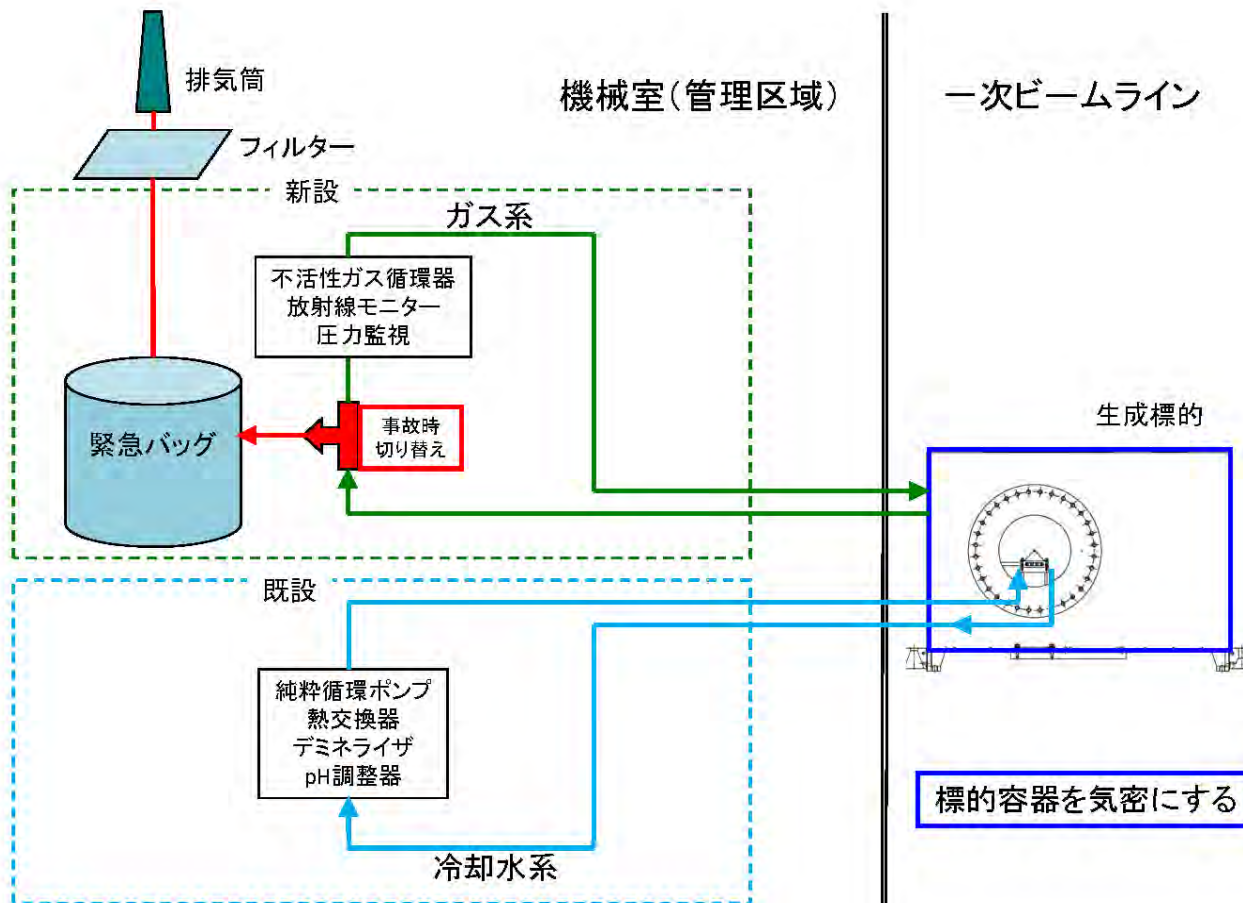 排気筒
機械室(管理区域)
一次ビームライン
フィルター
新設
ガス系
不活性ガス循環器
放射線モニター
圧力監視
事故時
切り替え
緊急バッグ
生成標的
既設
純粋循環ポンプ
熱交換器
デミネライザ
pH調整器
標的容器を気密にする
冷却水系